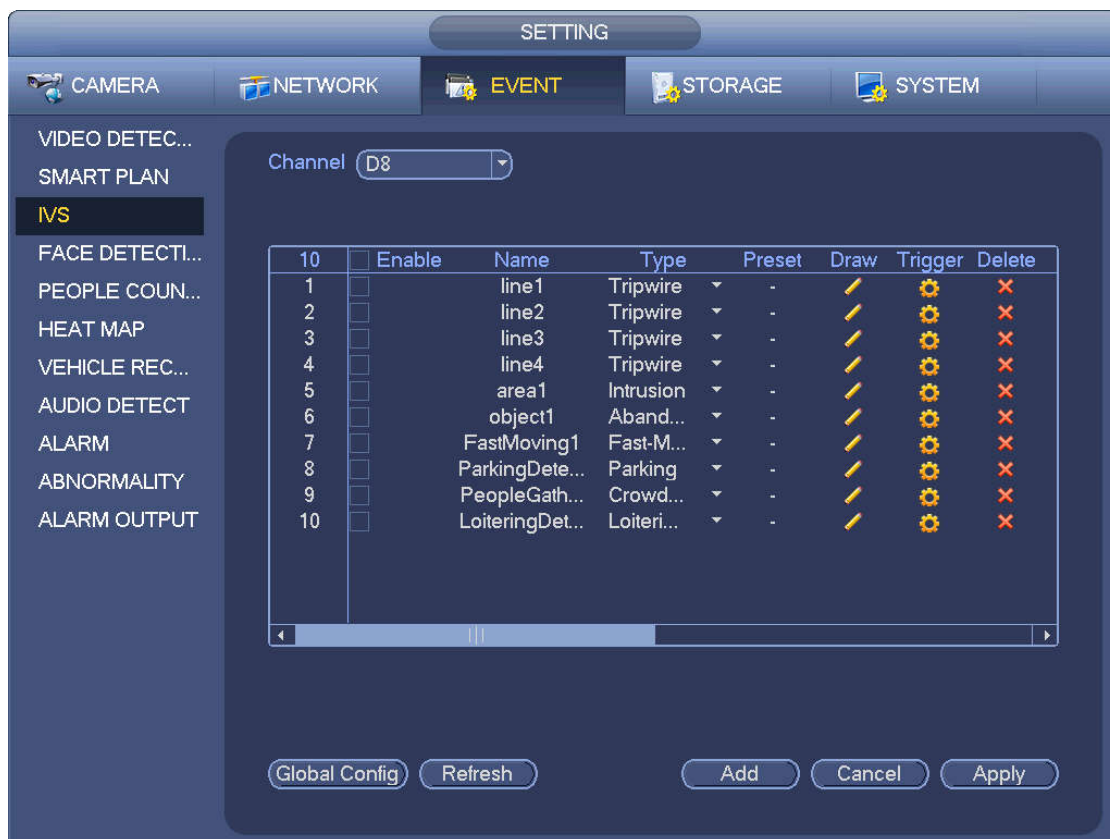 SETTING
CAMERA NETWORK EVENT STORAGE SYSTEM
VIDEO DETEC...
SMART PLAN
IVS
FACE DETECTI...
PEOPLE COUN...
HEAT MAP
VEHICLE REC...
AUDIO DETECT
ALARM
ABNORMALITY
ALARM OUTPUT
Channel D8
10 Enable Name Type Preset Draw Trigger Delete
1 line1 Tripwire -
2 line2 Tripwire -
3 line3 Tripwire -
4 line4 Tripwire -
5 area1 Intrusion -
6 object1 Aband... -
7 FastMoving1 Fast-M... -
8 ParkingDete... Parking -
9 PeopleGath... Crowd... -
10 LoiteringDet... Loiteri... -
Global Config Refresh Add Cancel Apply